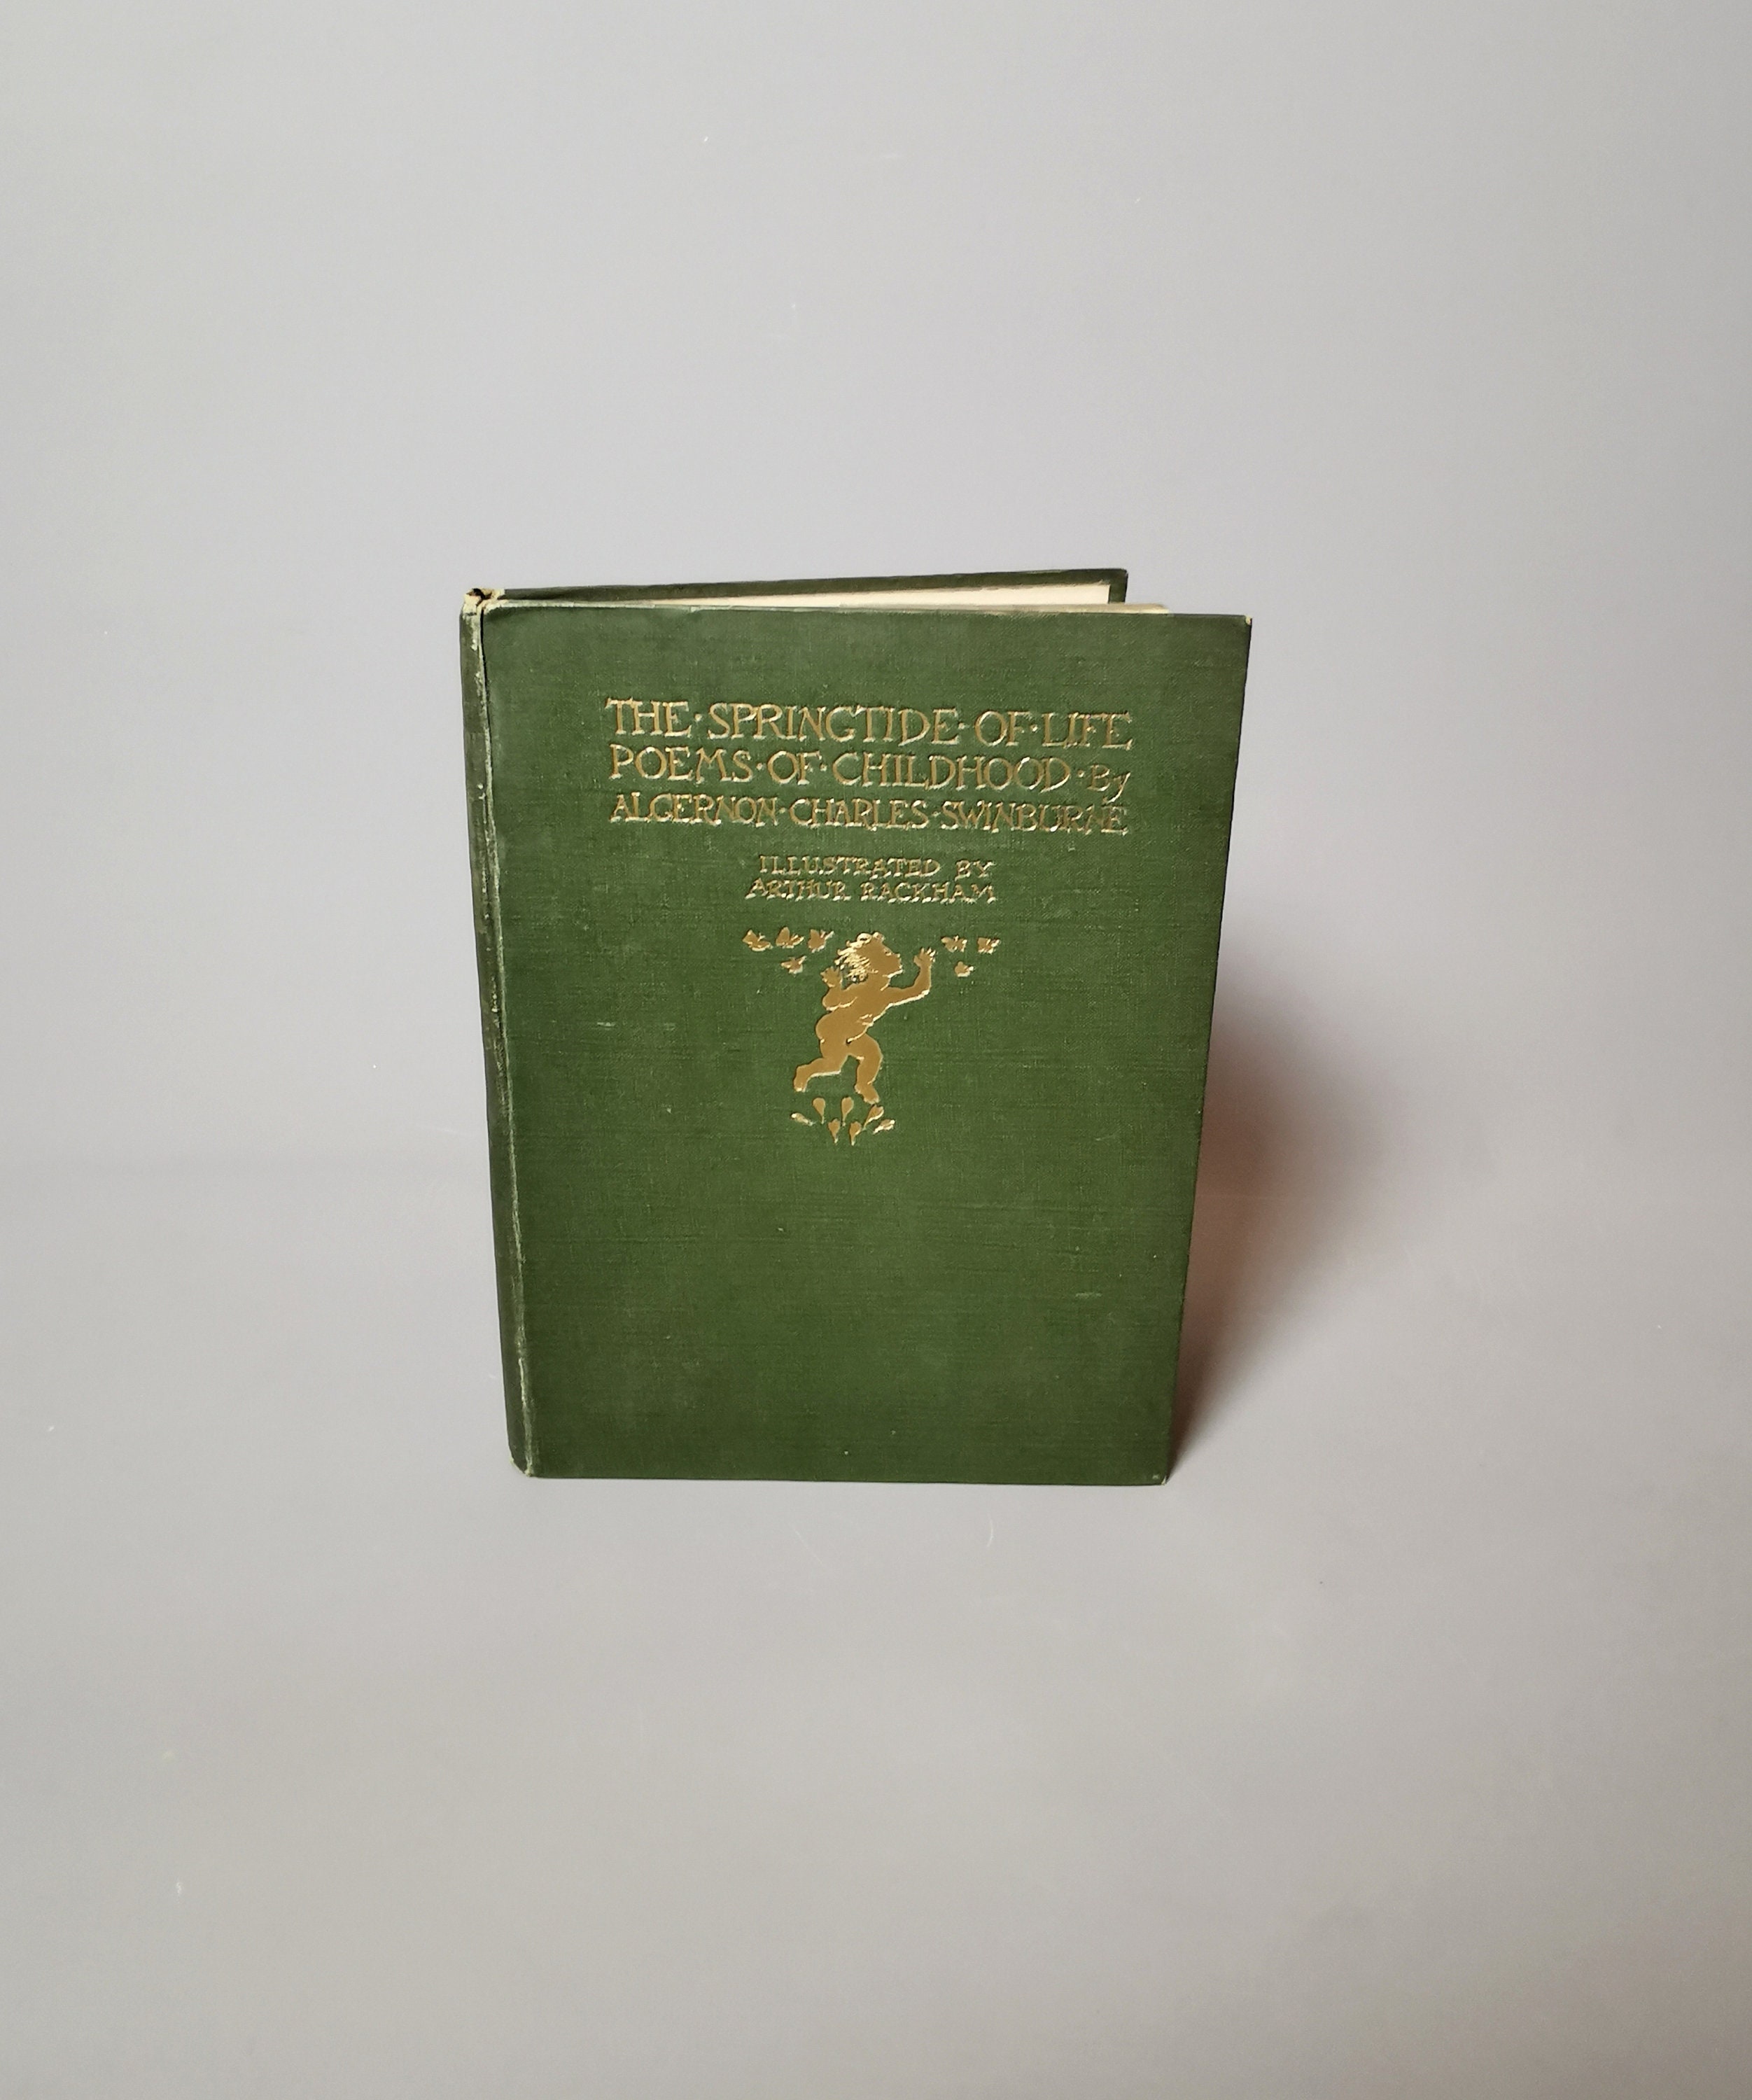 THE·SPRINGTIDE·OF·LIFE
POEMS·OF·CHILDHOOD·By
ALGERNON·CHARLES·SWINBURNE
ILLUSTRATED BY
ARTHUR RACKHAM